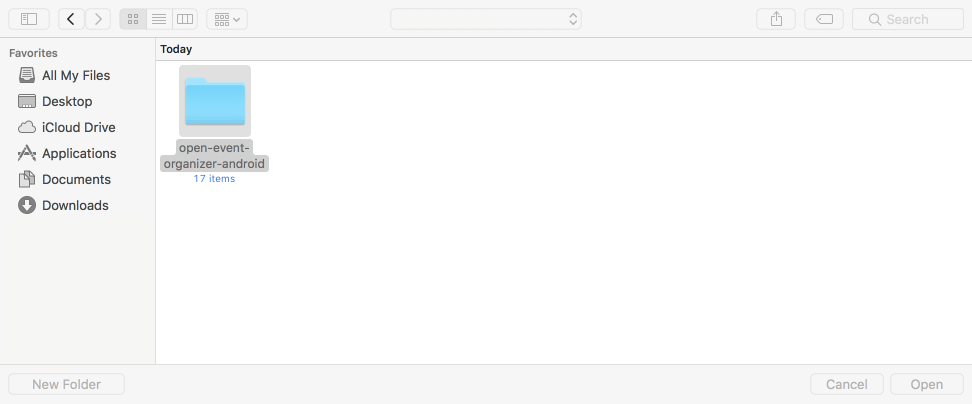 Search
Favorites
All My Files
Desktop
iCloud Drive
Applications
Documents
Downloads
Today
open-event-
organizer-android
17 items
New Folder
Cancel
Open